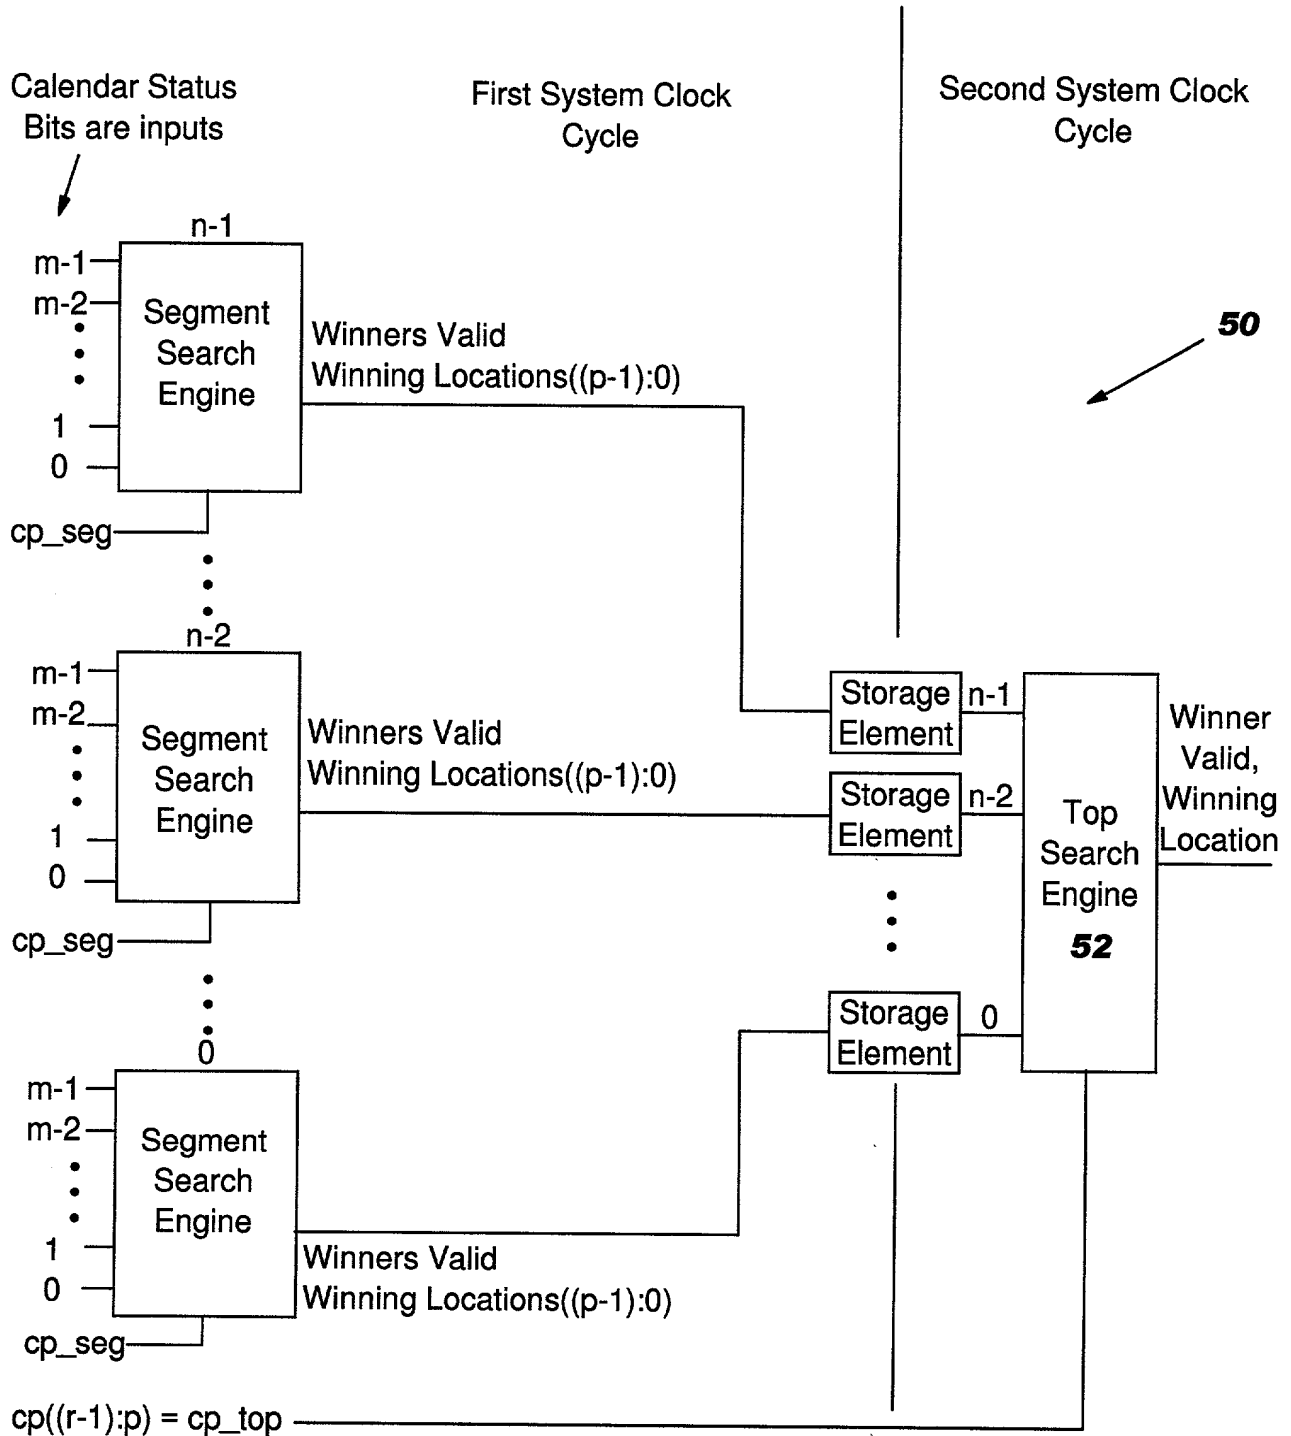 Calendar Status
Bits are inputs
First System Clock
Cycle
Second System Clock
Cycle
50
n-1
m-1
m-2
1
0
Segment
Search
Engine
cp_seg
Winners Valid
Winning Locations((p-1):0)
n-2
m-1
m-2
1
0
Segment
Search
Engine
cp_seg
Winners Valid
Winning Locations((p-1):0)
0
m-1
m-2
1
0
Segment
Search
Engine
cp_seg
Winners Valid
Winning Locations((p-1):0)
Storage
Element
n-1
Storage
Element
n-2
Storage
Element
0
Top
Search
Engine
52
Winner
Valid,
Winning
Location
cp((r-1):p) = cp_top